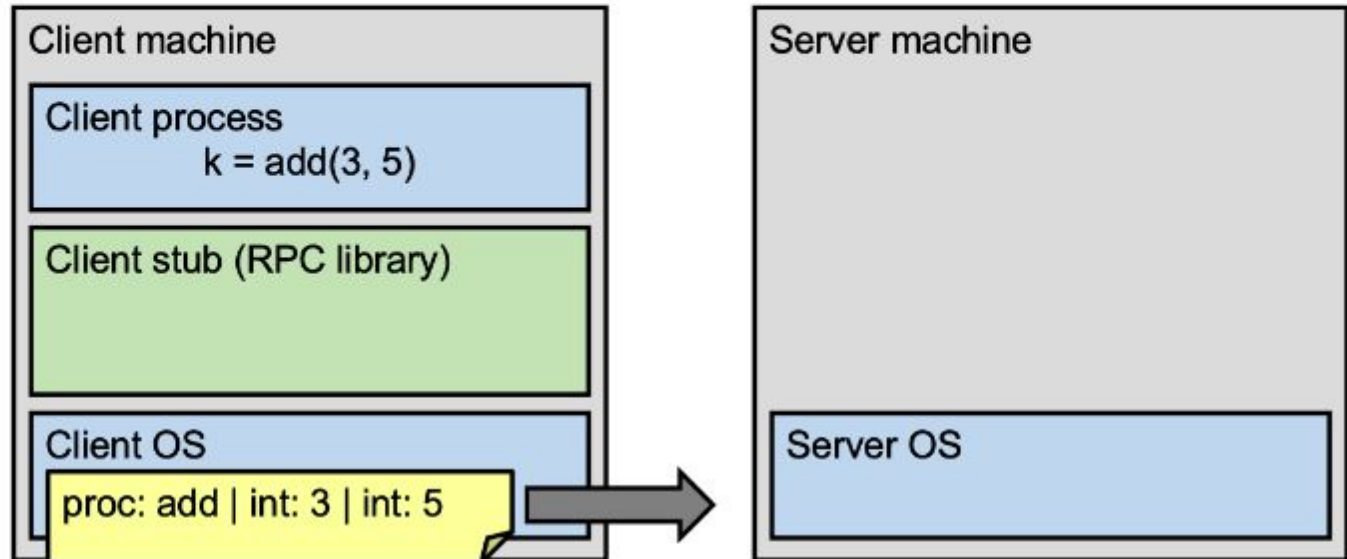 Client machine
Client process
k = add(3, 5)
Client stub (RPC library)
Client OS
proc: add | int: 3 | int: 5
Server machine
Server OS